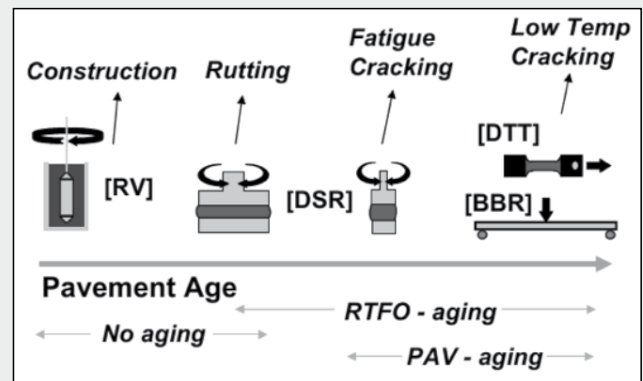 Construction
Rutting
Fatigue
Cracking
Low Temp
Cracking
[RV]
[DSR]
[DTT]
[BBR]
Pavement Age
RTFO - aging
No aging
PAV - aging